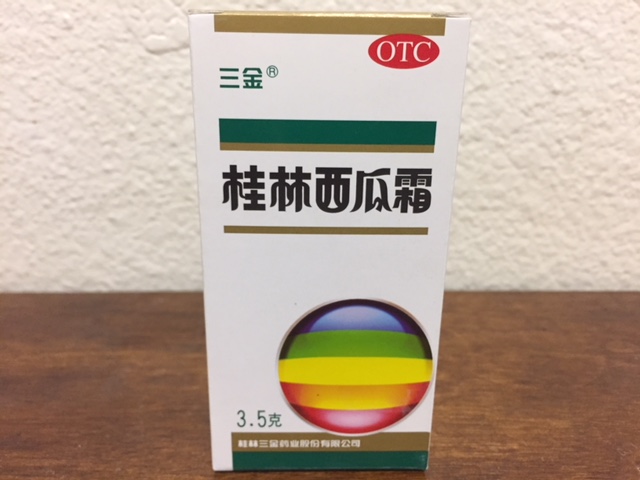 OTC
三金®
桂林西瓜霜
3.5克
桂林三金药业股份有限公司